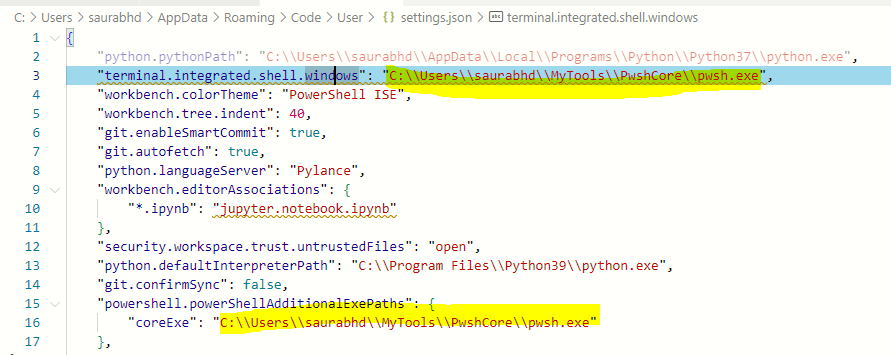 C: > Users > saurabhd > AppData > Roaming > Code > User > {} settings.json > abc terminal.integrated.shell.windows
1 {
2 "python.pythonPath": "C:\\Users\\saurabhd\\AppData\\Local\\Programs\\Python\\Python37\\python.exe",
3 "terminal.integrated.shell.windows": "C:\\Users\\saurabhd\\MyTools\\PwshCore\\pwsh.exe",
4 "workbench.colorTheme": "PowerShell ISE",
5 "workbench.tree.indent": 40,
6 "git.enableSmartCommit": true,
7 "git.autofetch": true,
8 "python.languageServer": "Pylance",
9 "workbench.editorAssociations": {
10 "*.ipynb": "jupyter.notebook.ipynb"
11 },
12 "security.workspace.trust.untrustedFiles": "open",
13 "python.defaultInterpreterPath": "C:\\Program Files\\Python39\\python.exe",
14 "git.confirmSync": false,
15 "powershell.powerShellAdditionalExePaths": {
16 "coreExe": "C:\\Users\\saurabhd\\MyTools\\PwshCore\\pwsh.exe"
17 },